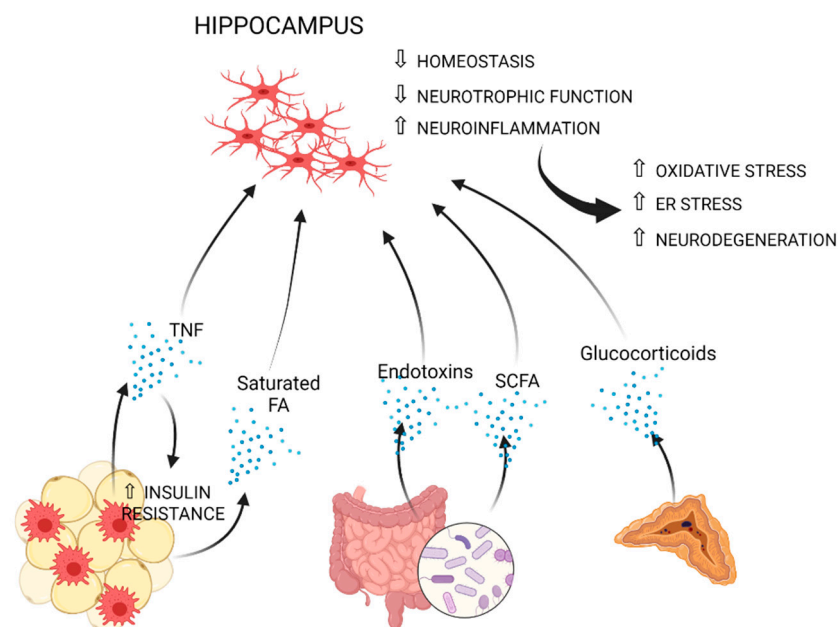 HIPPOCAMPUS
⇩ HOMEOSTASIS
⇩ NEUROTROPHIC FUNCTION
⇧ NEUROINFLAMMATION
⇧ OXIDATIVE STRESS
⇧ ER STRESS
⇧ NEURODEGENERATION
TNF
Saturated
FA
Endotoxins
SCFA
Glucocorticoids
⇧ INSULIN
RESISTANCE